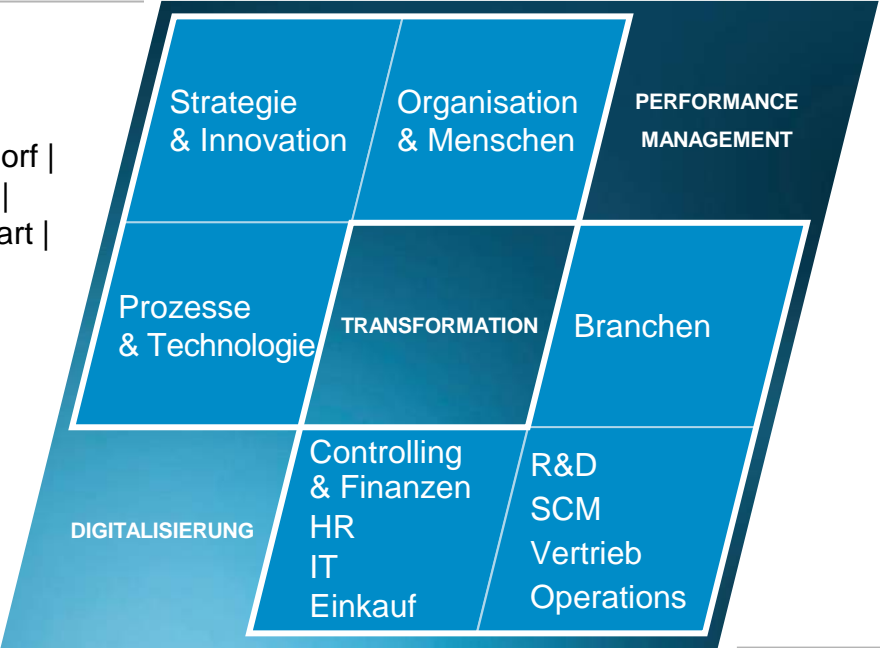 orf |
|
art |
Strategie
& Innovation
Organisation
& Menschen
PERFORMANCE
MANAGEMENT
Prozesse
& Technologie
TRANSFORMATION
Branchen
DIGITALISIERUNG
Controlling
& Finanzen
HR
IT
Einkauf
R&D
SCM
Vertrieb
Operations